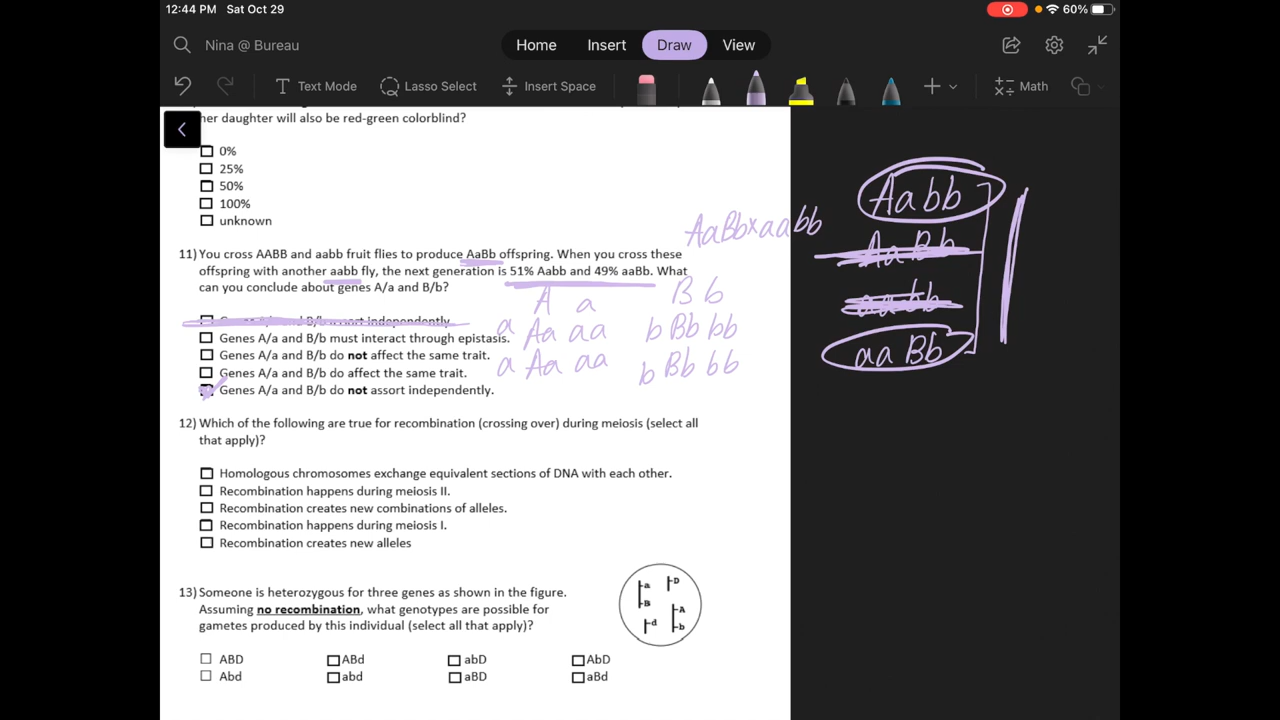 12:44 PM Sat Oct 29
60%
Nina @ Bureau
Home Insert Draw View
Text Mode Lasso Select Insert Space Math
her daughter will also be red-green colorblind?
0%
25%
50%
100%
unknown
AaBb x aabb
11) You cross AABB and aabb fruit flies to produce AaBb offspring. When you cross these
offspring with another aabb fly, the next generation is 51% Aabb and 49% aaBb. What
can you conclude about genes A/a and B/b?
Genes A/a and B/b assort independently.
Genes A/a and B/b must interact through epistasis.
Genes A/a and B/b do not affect the same trait.
Genes A/a and B/b do affect the same trait.
Genes A/a and B/b do not assort independently.
A a B b
a Aa aa b Bb bb
a Aa aa b Bb bb
Aabb
AaBb
aabb
aaBb
12) Which of the following are true for recombination (crossing over) during meiosis (select all
that apply)?
Homologous chromosomes exchange equivalent sections of DNA with each other.
Recombination happens during meiosis II.
Recombination creates new combinations of alleles.
Recombination happens during meiosis I.
Recombination creates new alleles
13) Someone is heterozygous for three genes as shown in the figure.
Assuming no recombination, what genotypes are possible for
gametes produced by this individual (select all that apply)?
a D
B A
d b
ABD ABd abD AbD
Abd abd aBD aBd